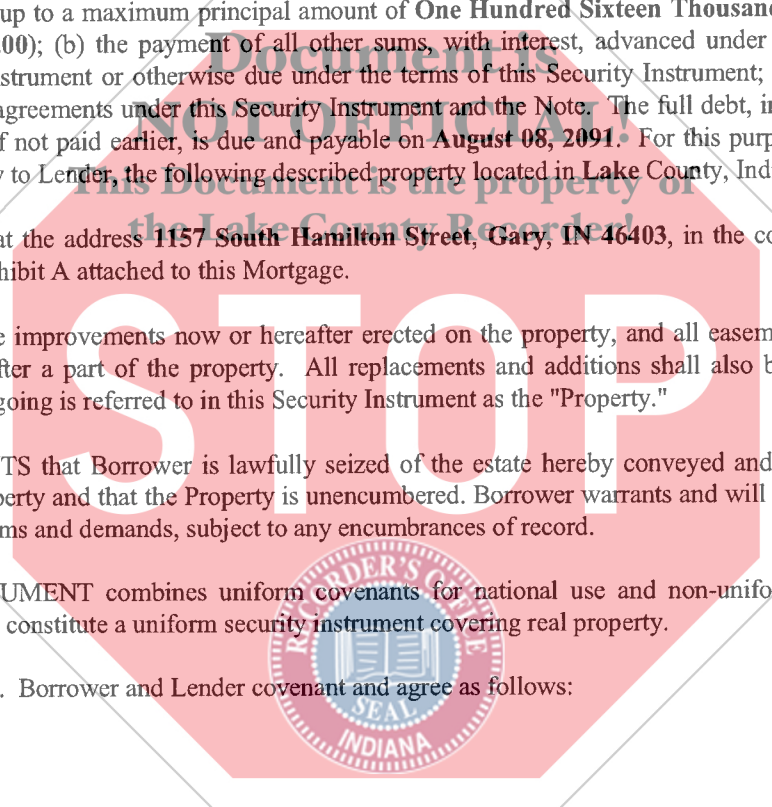 up to a maximum principal amount of One Hundred Sixteen Thousand
.00); (b) the payment of all other sums, with interest, advanced under
strument or otherwise due under the terms of this Security Instrument;
agreements under this Security Instrument and the Note. The full debt, in
f not paid earlier, is due and payable on August 08, 2091. For this purp
y to Lender, the following described property located in Lake County, Ind
at the address 1157 South Hamilton Street, Gary, IN 46403, in the co
hibit A attached to this Mortgage.
e improvements now or hereafter erected on the property, and all easem
fter a part of the property. All replacements and additions shall also b
going is referred to in this Security Instrument as the "Property."
TS that Borrower is lawfully seized of the estate hereby conveyed and
perty and that the Property is unencumbered. Borrower warrants and will
ms and demands, subject to any encumbrances of record.
UMENT combines uniform covenants for national use and non-unifo
constitute a uniform security instrument covering real property.
. Borrower and Lender covenant and agree as follows:
Document is
NOT OFFICIAL!
This Document is the property of
the Lake County Recorder!
STOP
RECORDER'S OFFICE
SEAL
INDIANA